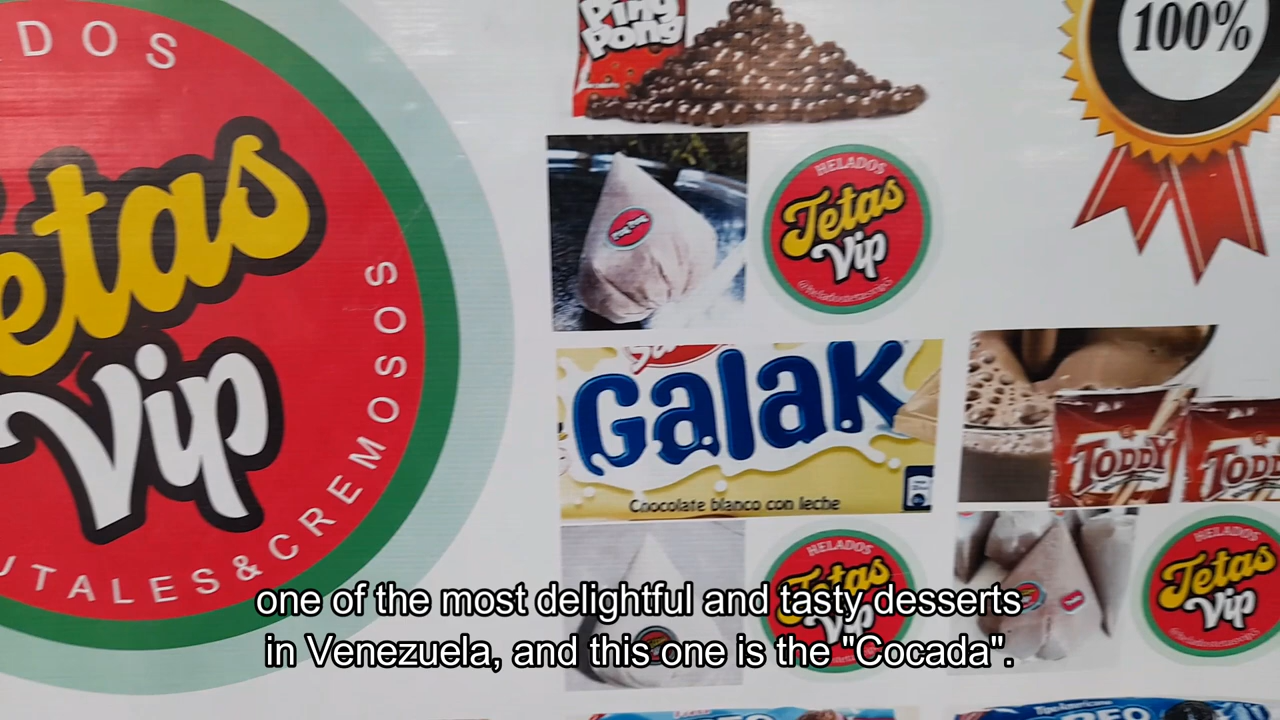 DOS
etas
Vip
UTALES & CREMOSOS
Ping
Pong
100%
HELADOS
Tetas
Vip
Galak
Chocolate blanco con leche
TODDY
TODD
HELADOS
Tetas
Vip
HELADOS
Tetas
Vip
one of the most delightful and tasty desserts
in Venezuela, and this one is the "Cocada".